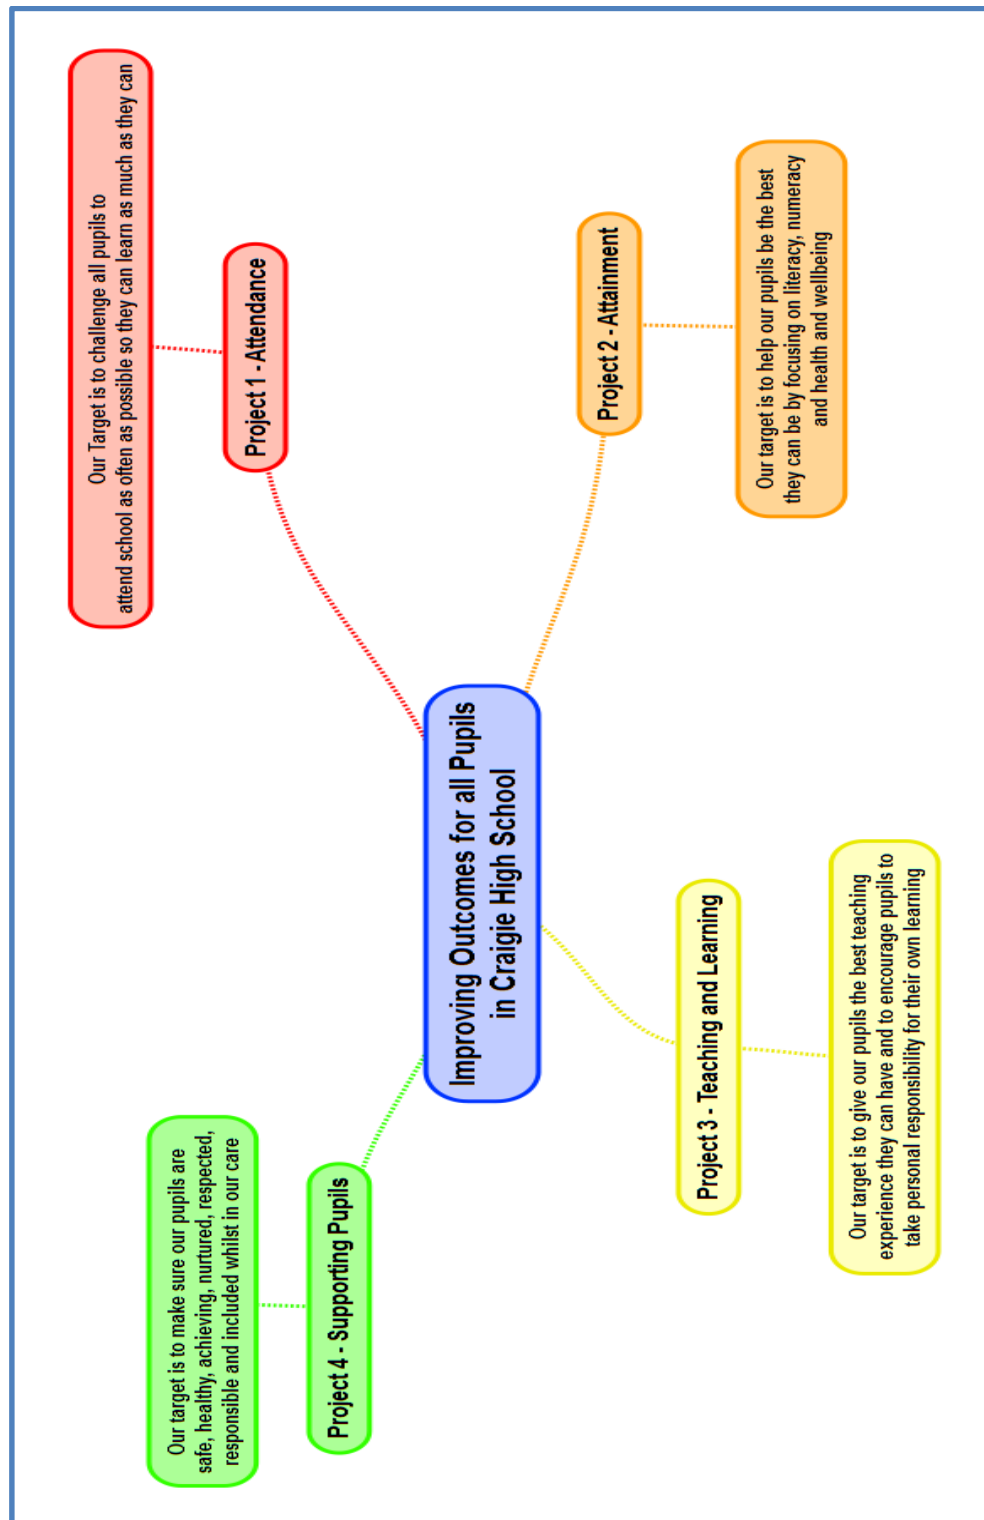 Improving Outcomes for all Pupils
in Craigie High School
Project 1 - Attendance
Our Target is to challenge all pupils to
attend school as often as possible so they can learn as much as they can
Project 2 - Attainment
Our target is to help our pupils be the best
they can be by focusing on literacy, numeracy
and health and wellbeing
Project 3 - Teaching and Learning
Our target is to give our pupils the best teaching
experience they can have and to encourage pupils to
take personal responsibility for their own learning
Project 4 - Supporting Pupils
Our target is to make sure our pupils are
safe, healthy, achieving, nurtured, respected,
responsible and included whilst in our care